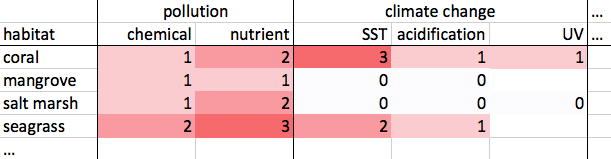 pollution climate change ...
habitat chemical nutrient SST acidification UV ...
coral 1 2 3 1 1
mangrove 1 1 0 0
salt marsh 1 2 0 0 0
seagrass 2 3 2 1
...